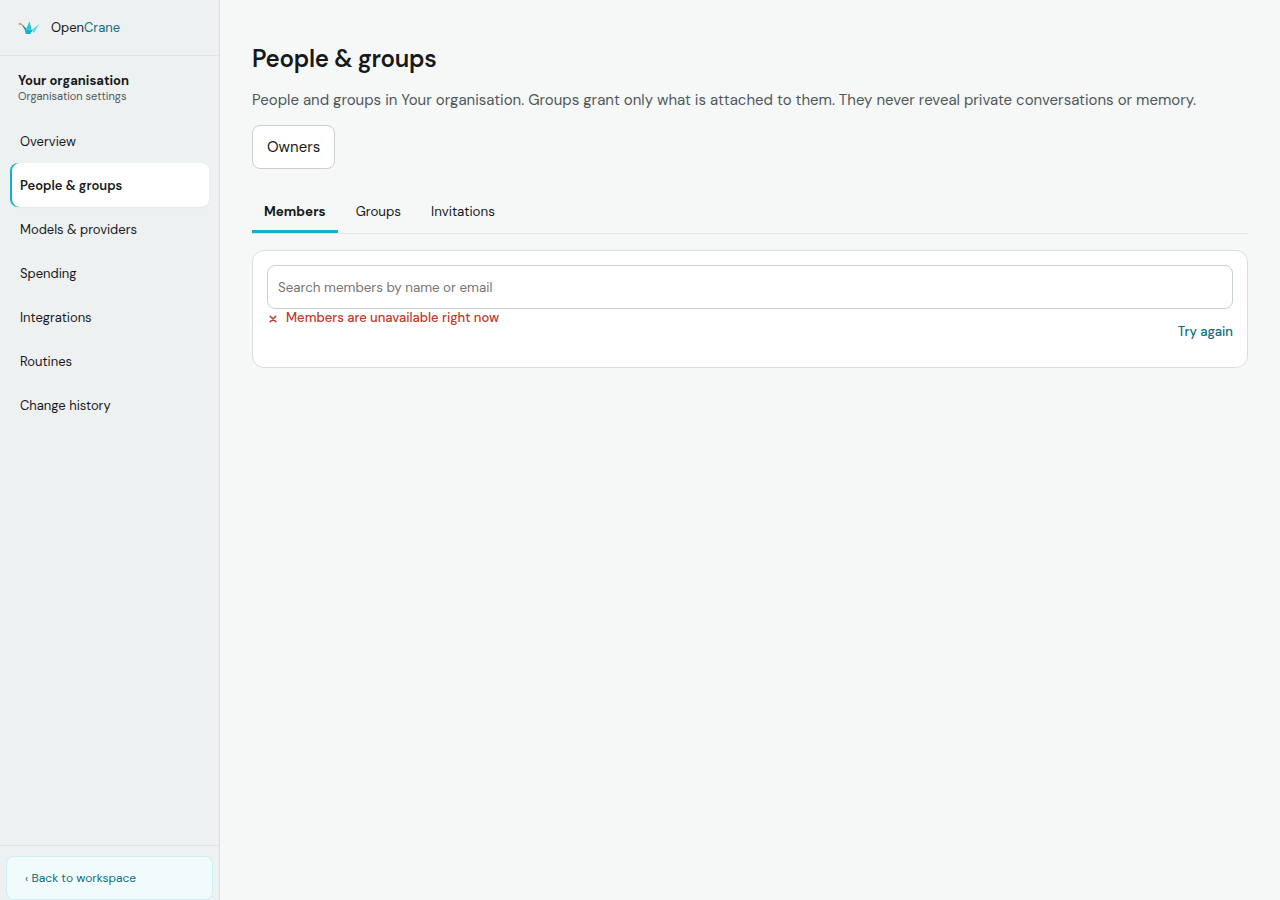 OpenCrane
Your organisation
Organisation settings
Overview
People & groups
Models & providers
Spending
Integrations
Routines
Change history
‹ Back to workspace
People & groups
People and groups in Your organisation. Groups grant only what is attached to them. They never reveal private conversations or memory.
Owners
Members Groups Invitations
Search members by name or email
Members are unavailable right now
Try again